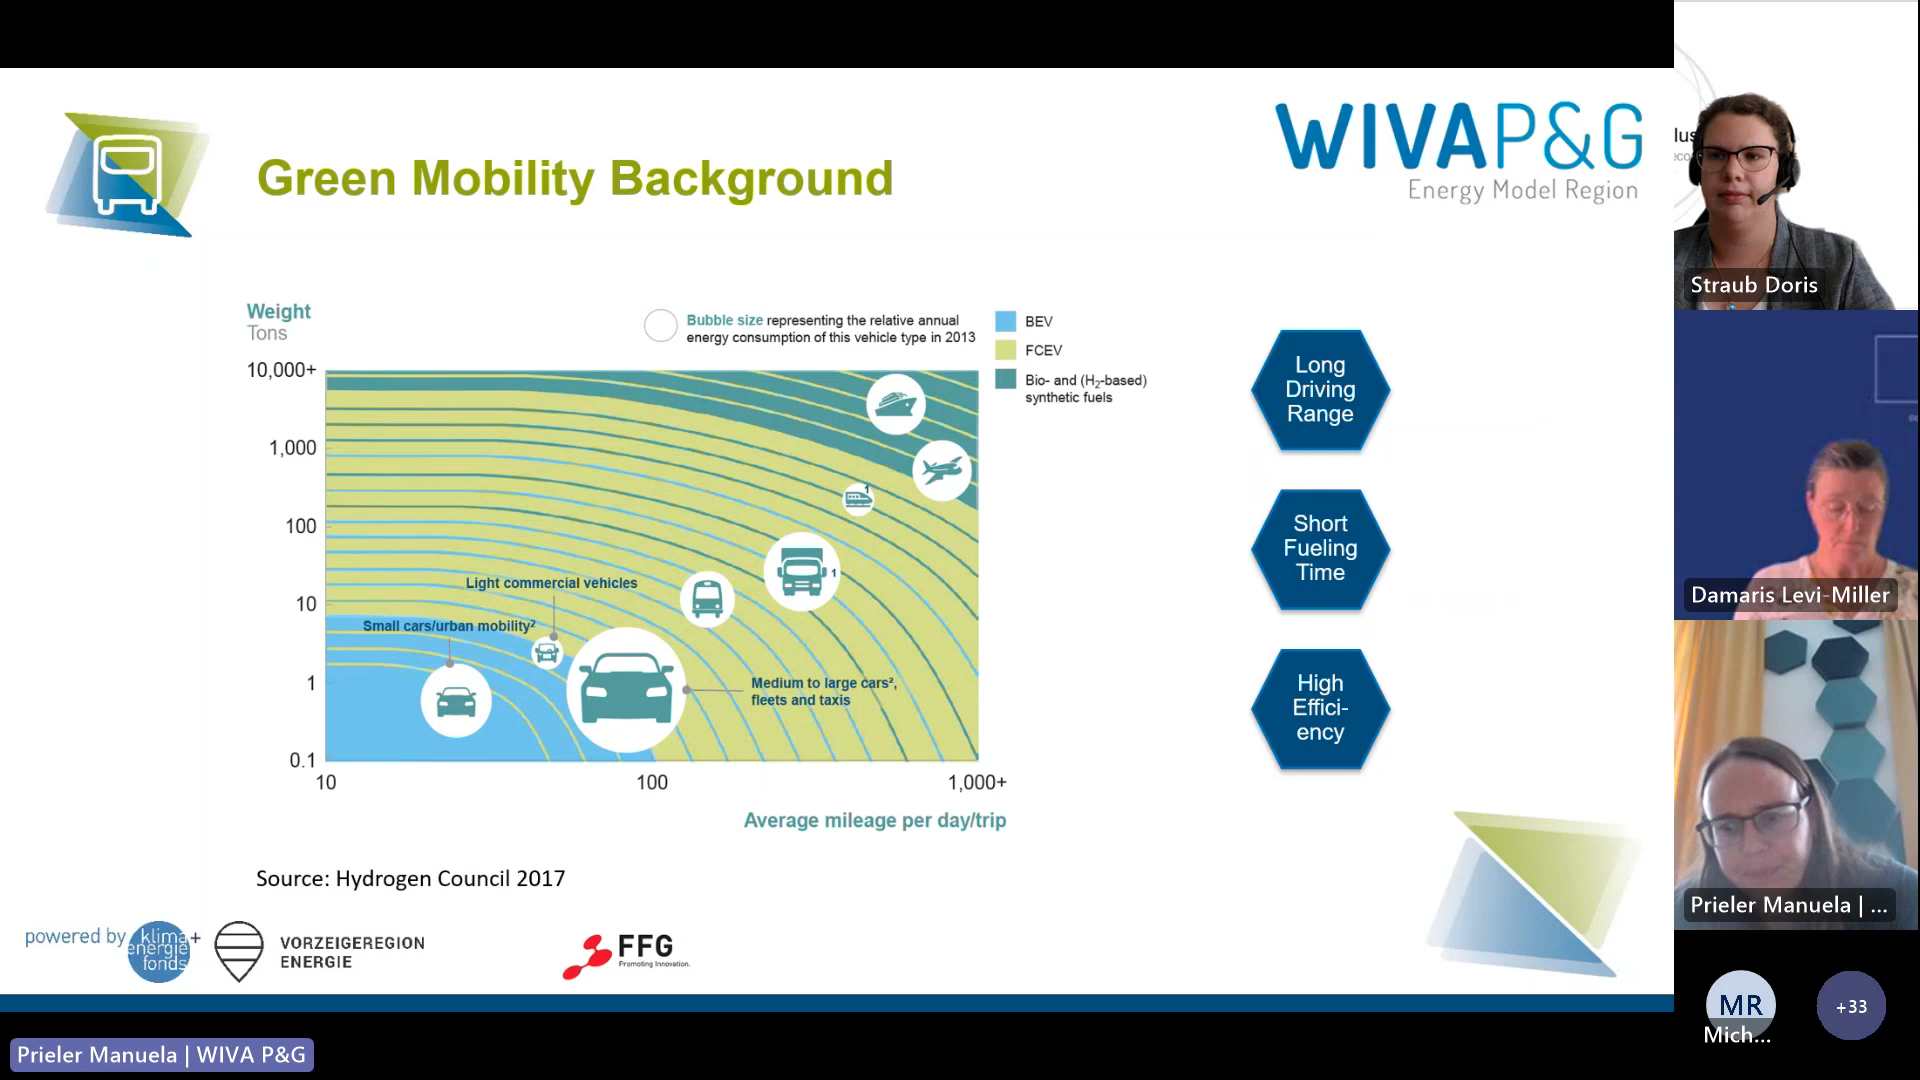 Green Mobility Background
WIVAP&G
Energy Model Region
Weight
Tons
Bubble size representing the relative annual
energy consumption of this vehicle type in 2013
BEV
FCEV
Bio- and (H2-based)
synthetic fuels
10,000+
1,000
100
10
1
0.1
10
100
1,000+
Average mileage per day/trip
Light commercial vehicles
Small cars/urban mobility²
Medium to large cars²,
fleets and taxis
1
1
Long
Driving
Range
Short
Fueling
Time
High
Effici-
ency
Source: Hydrogen Council 2017
powered by
klima+
energie
fonds
VORZEIGEREGION
ENERGIE
FFG
Promoting Innovation.
Prieler Manuela | WIVA P&G
lus
Straub Doris
Damaris Levi-Miller
Prieler Manuela | ...
MR
Mich...
+33